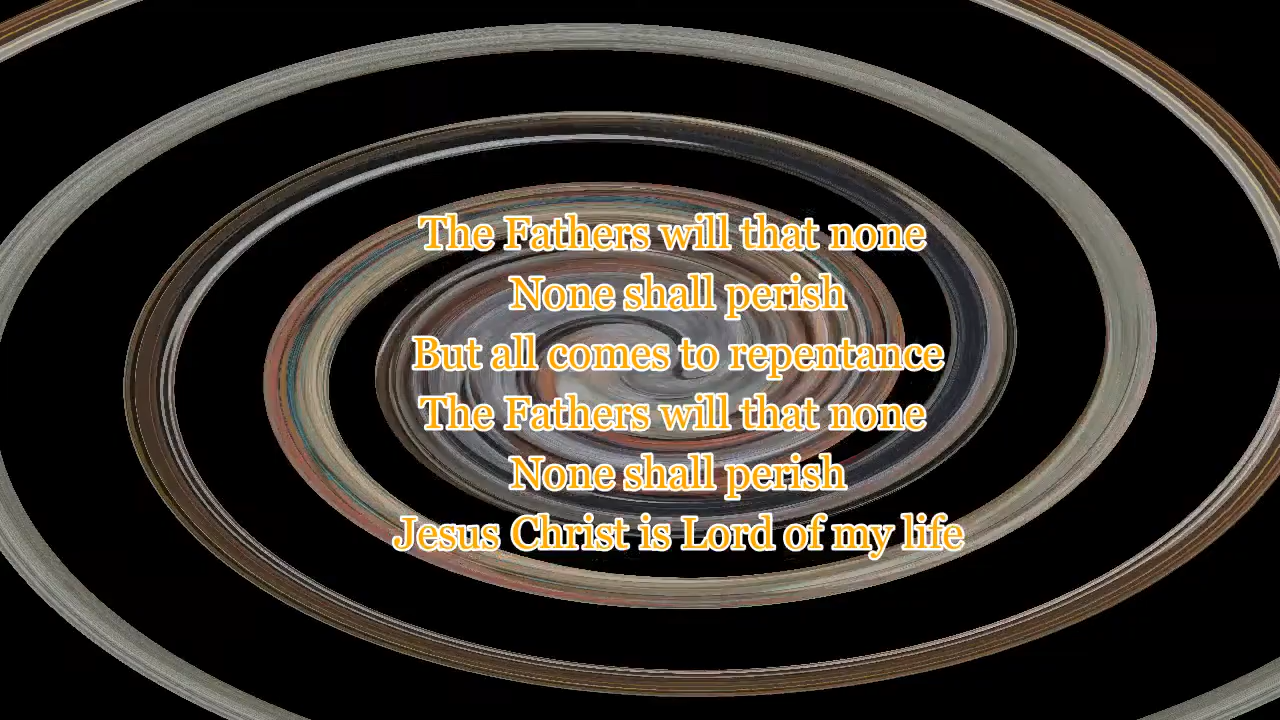 The Fathers will that none
None shall perish
But all comes to repentance
The Fathers will that none
None shall perish
Jesus Christ is Lord of my life